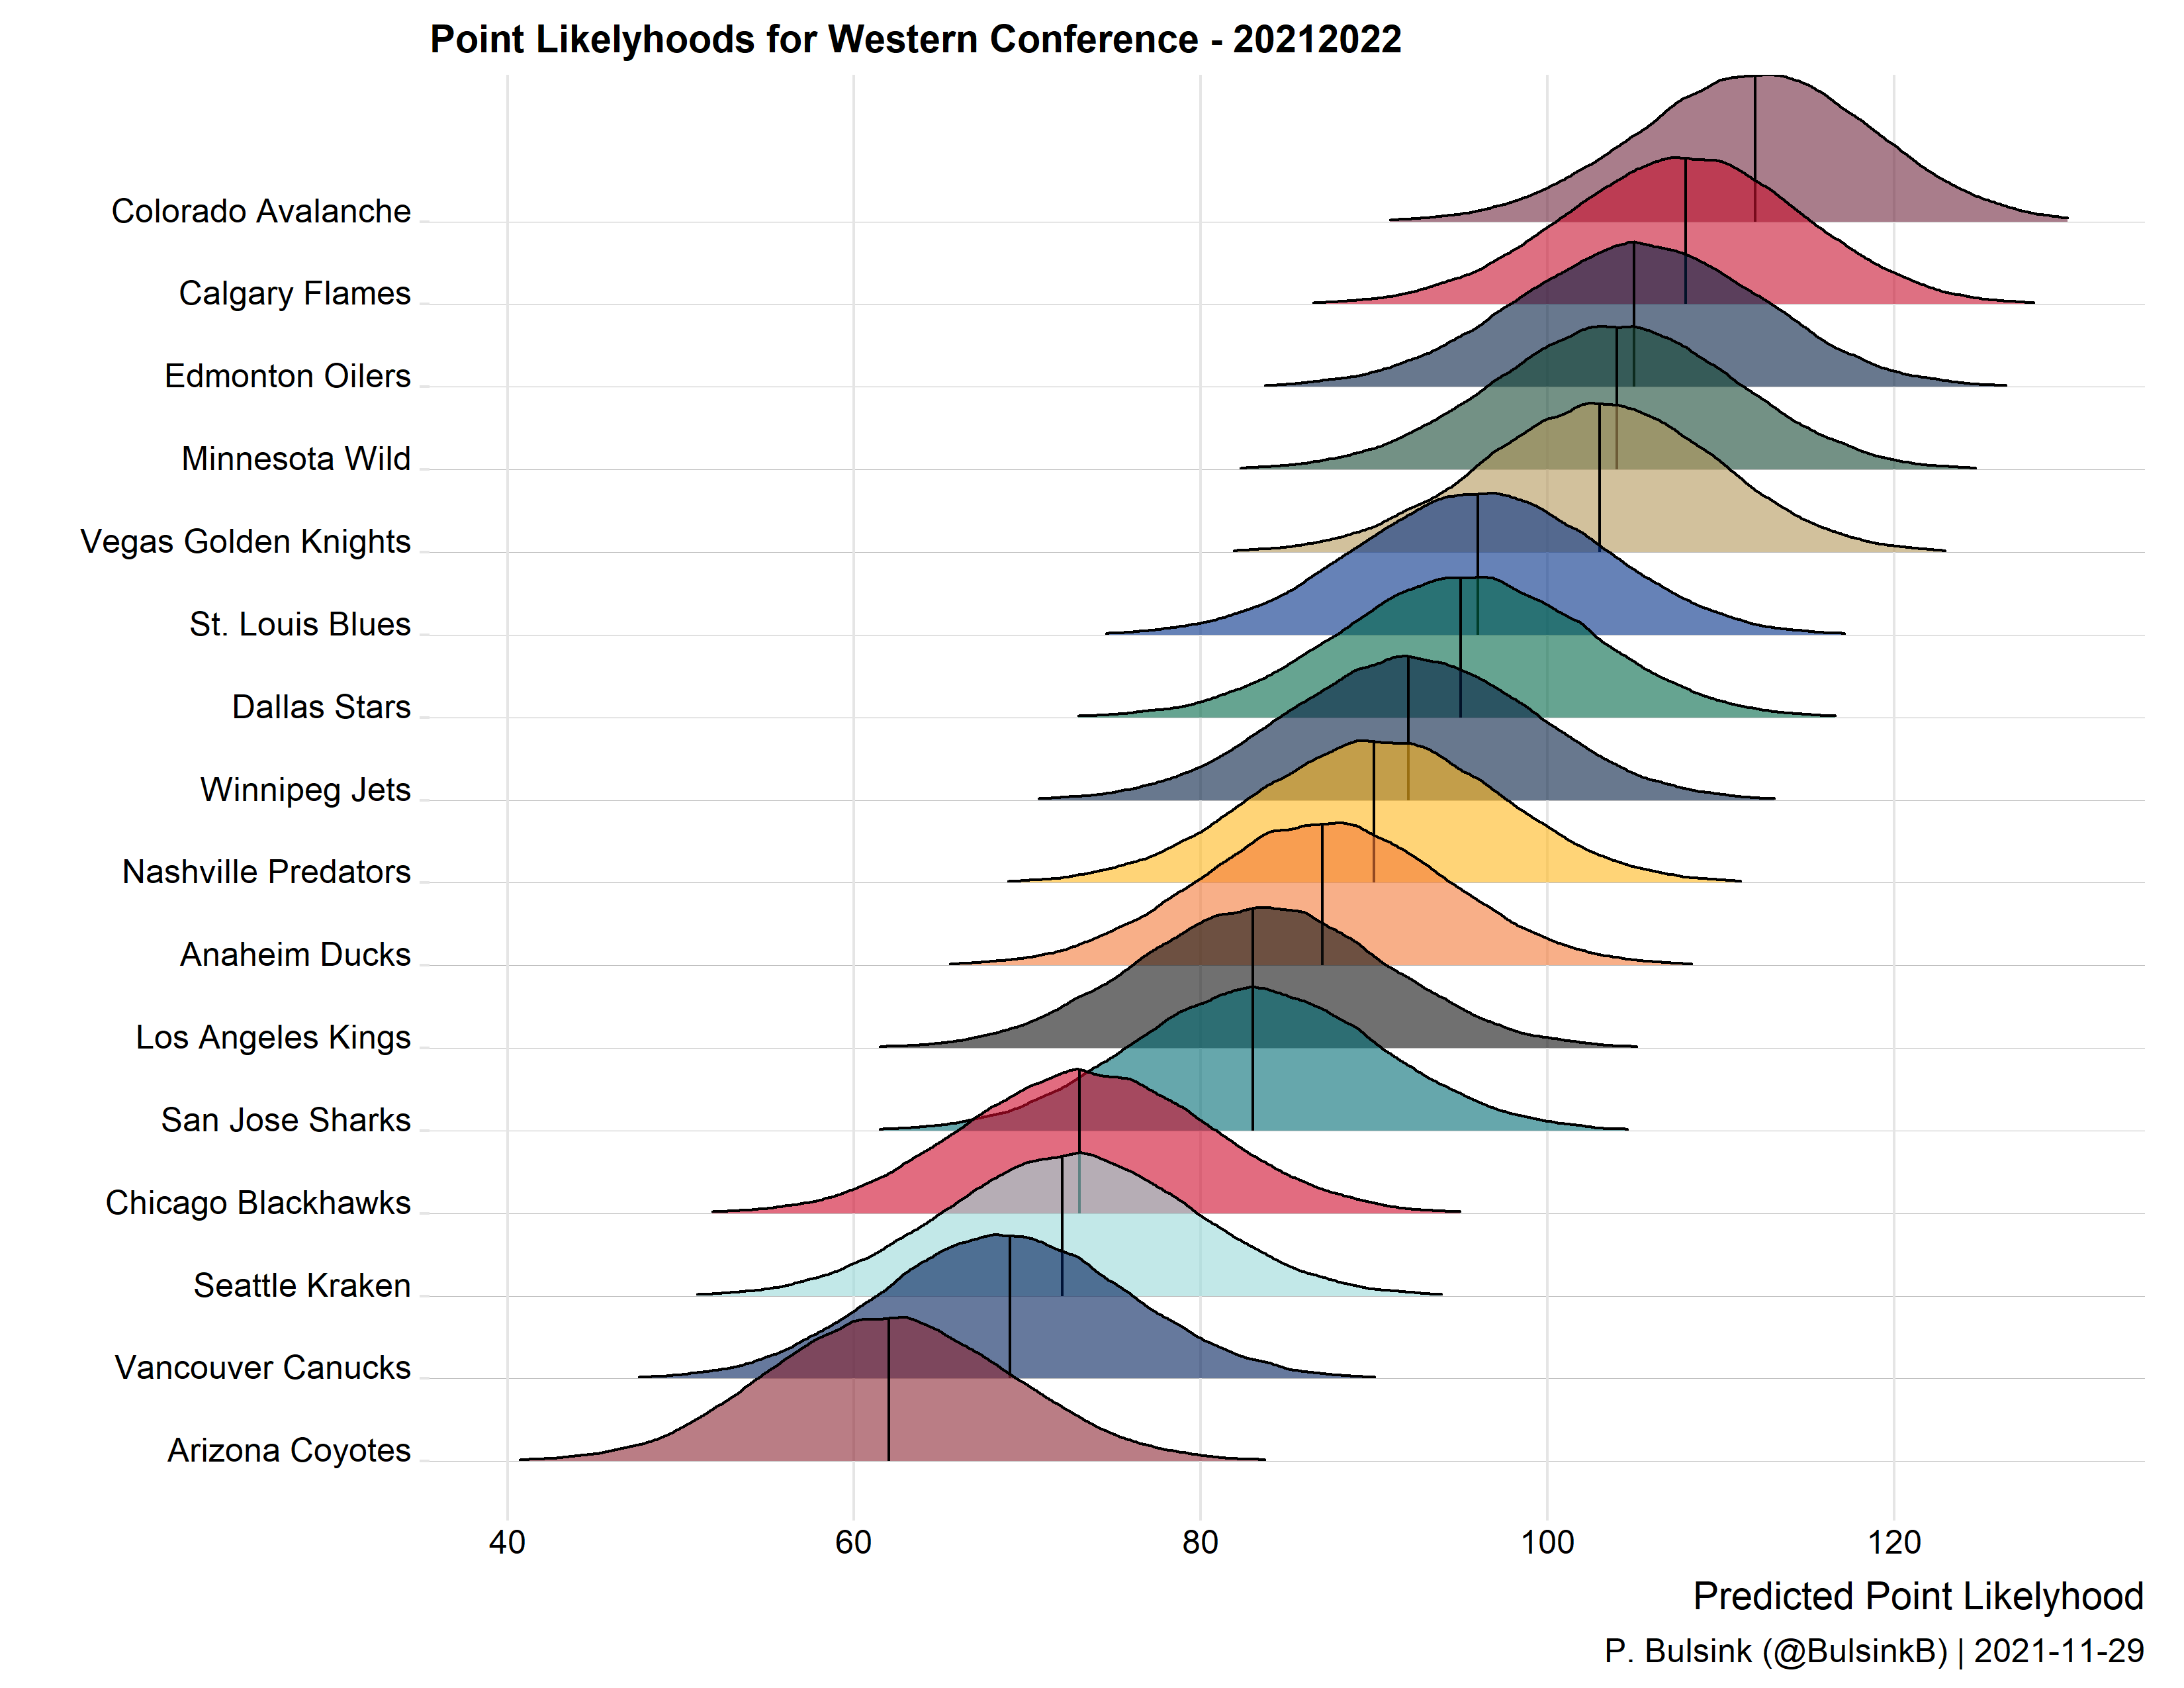 Point Likelyhoods for Western Conference - 20212022
Colorado Avalanche
Calgary Flames
Edmonton Oilers
Minnesota Wild
Vegas Golden Knights
St. Louis Blues
Dallas Stars
Winnipeg Jets
Nashville Predators
Anaheim Ducks
Los Angeles Kings
San Jose Sharks
Chicago Blackhawks
Seattle Kraken
Vancouver Canucks
Arizona Coyotes
40 60 80 100 120
Predicted Point Likelyhood
P. Bulsink (@BulsinkB) | 2021-11-29